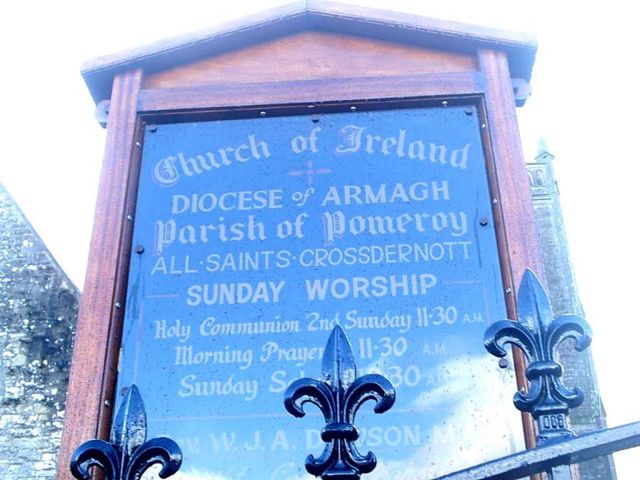 Church of Ireland
DIOCESE of ARMAGH
Parish of Pomeroy
ALL·SAINTS·CROSSDERNOTT
SUNDAY WORSHIP
Holy Communion 2nd Sunday 11·30 A.M.
Morning Prayer 11·30 A.M.
Sunday
W. J. A.